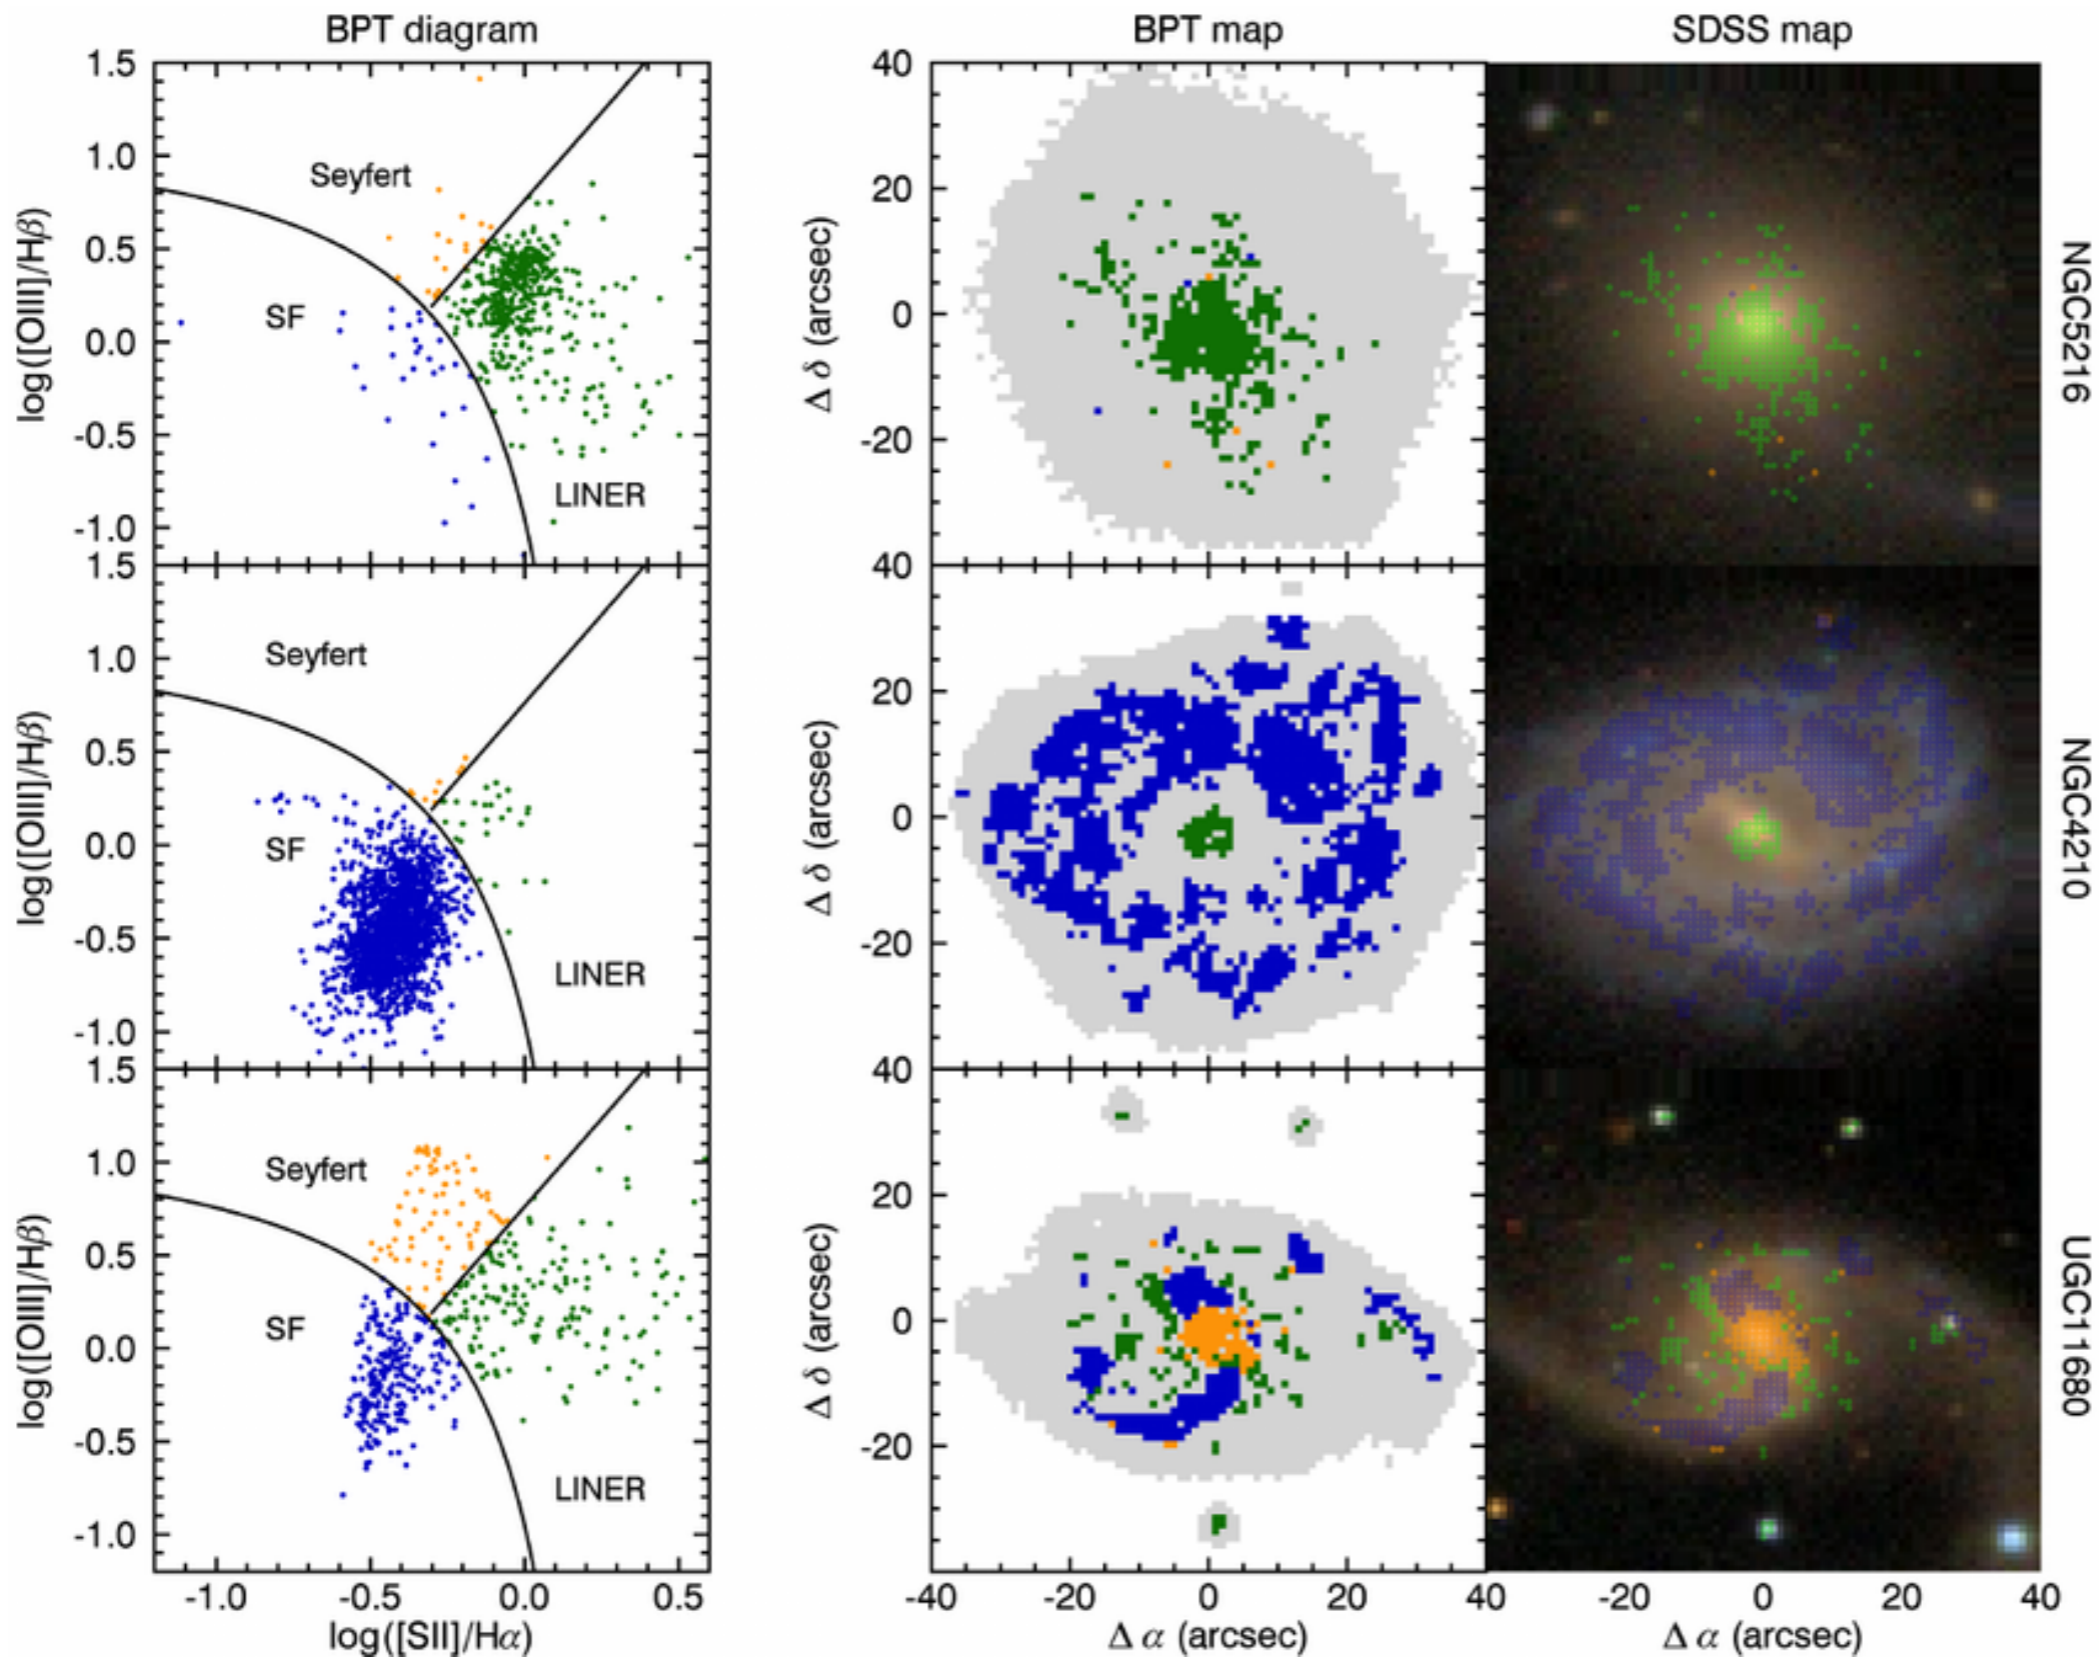 BPT diagram
BPT map
SDSS map
1.5
1.0
0.5
0.0
-0.5
-1.0
log([OIII]/Hβ)
Seyfert
SF
LINER
40
20
0
-20
Δ δ (arcsec)
NGC5216
1.5
1.0
0.5
0.0
-0.5
-1.0
log([OIII]/Hβ)
Seyfert
SF
LINER
40
20
0
-20
Δ δ (arcsec)
NGC4210
1.5
1.0
0.5
0.0
-0.5
-1.0
log([OIII]/Hβ)
Seyfert
SF
LINER
40
20
0
-20
Δ δ (arcsec)
UGC11680
-1.0 -0.5 0.0 0.5
log([SII]/Hα)
-40 -20 0 20 40
Δ α (arcsec)
-20 0 20 40
Δ α (arcsec)